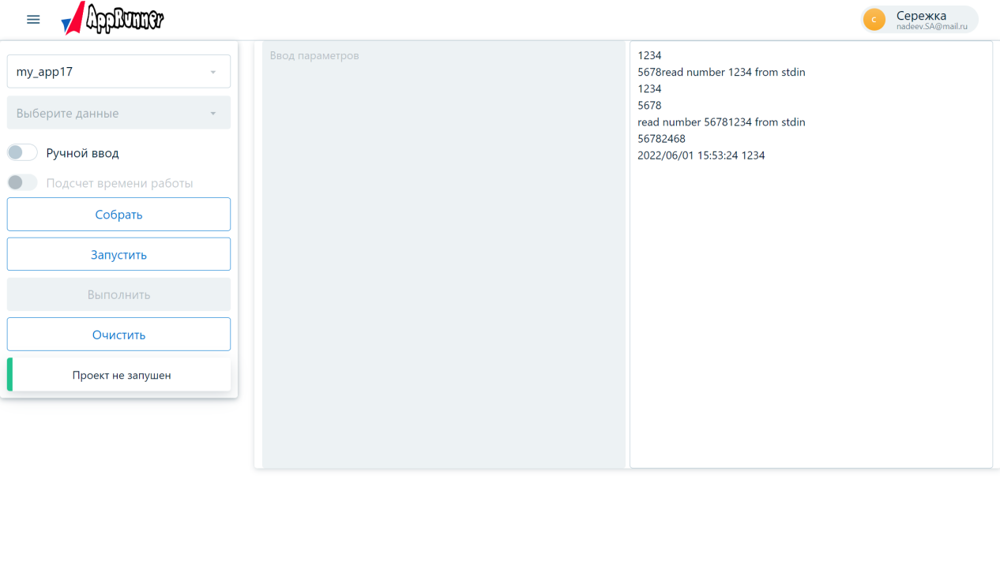 AppRunner
С
Сережка
nadeev.SA@mail.ru
my_app17
Выберите данные
Ручной ввод
Подсчет времени работы
Собрать
Запустить
Выполнить
Очистить
Проект не запушен
Ввод параметров
1234
5678read number 1234 from stdin
1234
5678
read number 56781234 from stdin
56782468
2022/06/01 15:53:24 1234